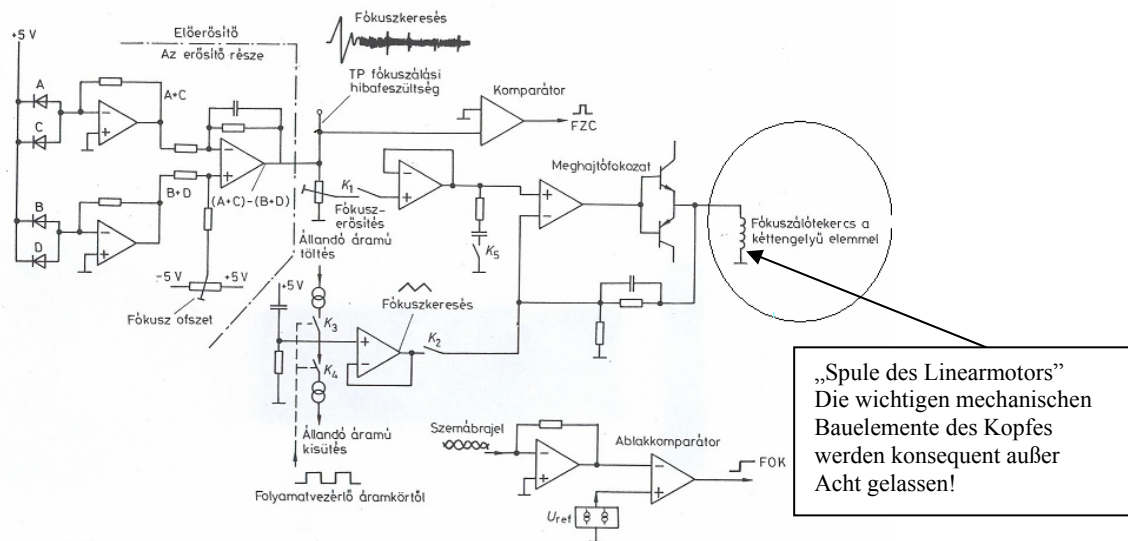 Fókuszkeresés
Előerősítő
Az erősítő része
+5 V
TP fókuszálási
hibafeszültség
Komparátor
FZC
A
A+C
C
Meghajtófokozat
K1
Fókusz-
erősítés
B+D
(A+C)-(B+D)
B
D
K5
Fókuszálótekercs a
kéttengelyű elemmel
Állandó áramú
töltés
-5 V
+5 V
Fókusz ofszet
+5 V
Fókuszkeresés
K3
K2
K4
Állandó áramú
kisütés
Folyamatvezérlő áramkörtől
Szemábrajel
Ablakkomparátor
FOK
Uref
„Spule des Linearmotors”
Die wichtigen mechanischen
Bauelemente des Kopfes
werden konsequent außer
Acht gelassen!